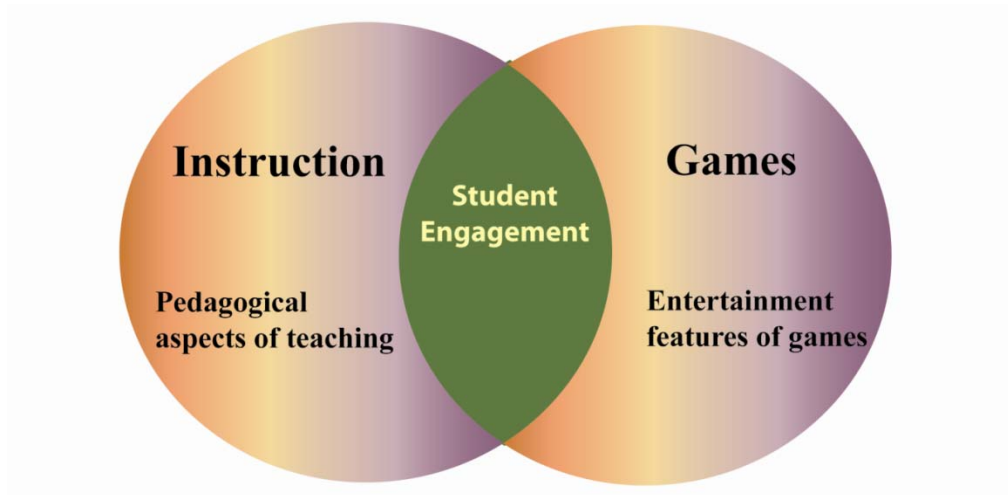 Instruction
Pedagogical
aspects of teaching
Student
Engagement
Games
Entertainment
features of games